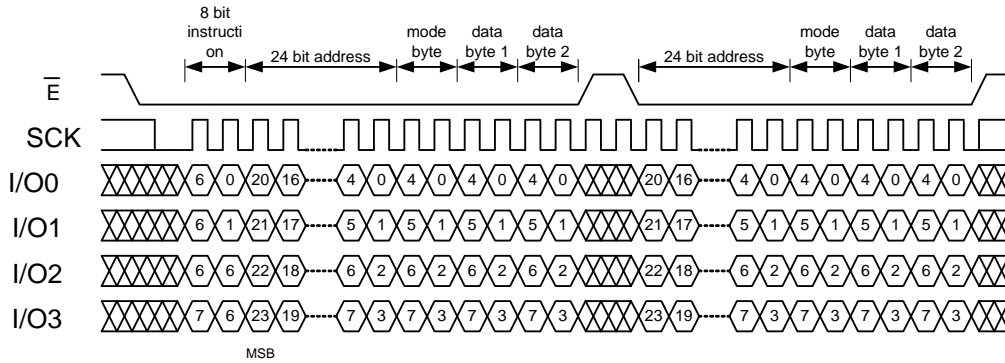 8 bit
instructi
on
24 bit address
mode
byte
data
byte 1
data
byte 2
24 bit address
mode
byte
data
byte 1
data
byte 2
E
SCK
I/O0 6 0 20 16 4 0 4 0 4 0 4 0 20 16 4 0 4 0 4 0 4 0
I/O1 6 1 21 17 5 1 5 1 5 1 5 1 21 17 5 1 5 1 5 1 5 1
I/O2 6 6 22 18 6 2 6 2 6 2 6 2 22 18 6 2 6 2 6 2 6 2
I/O3 7 6 23 19 7 3 7 3 7 3 7 3 23 19 7 3 7 3 7 3 7 3
MSB